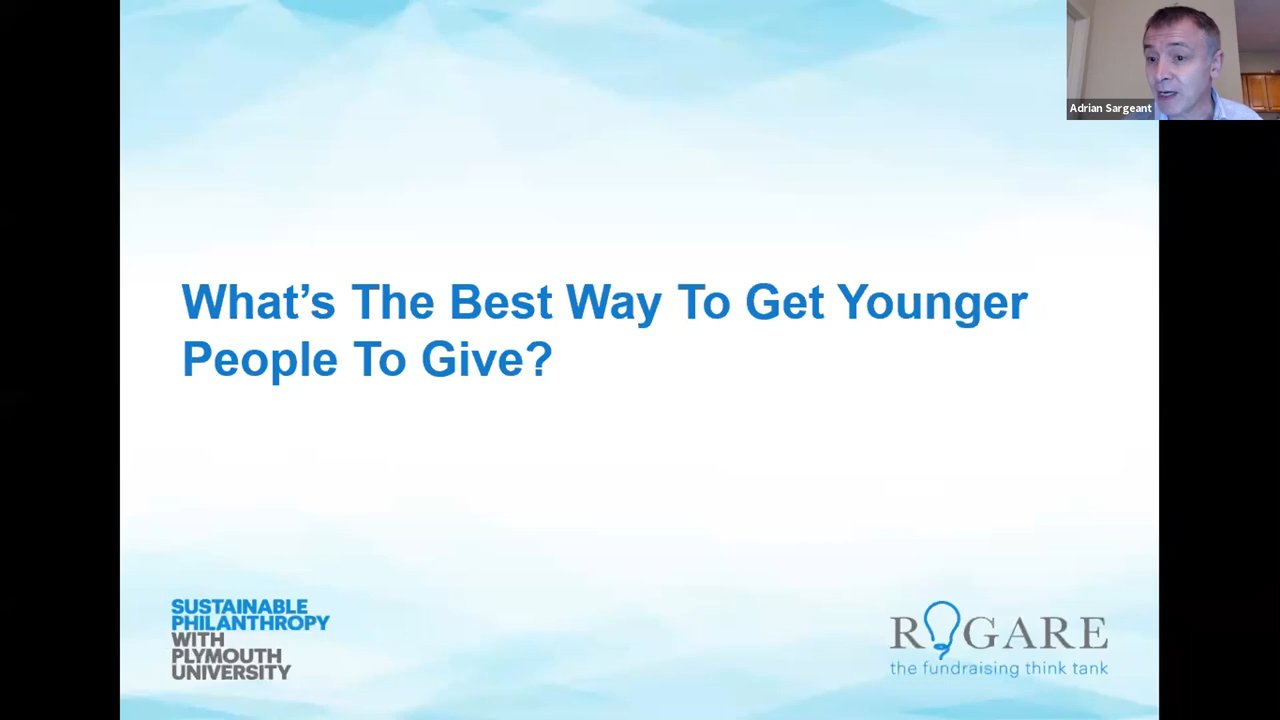 Adrian Sargeant
What's The Best Way To Get Younger
People To Give?
SUSTAINABLE
PHILANTHROPY
WITH
PLYMOUTH
UNIVERSITY
ROGARE
the fundraising think tank